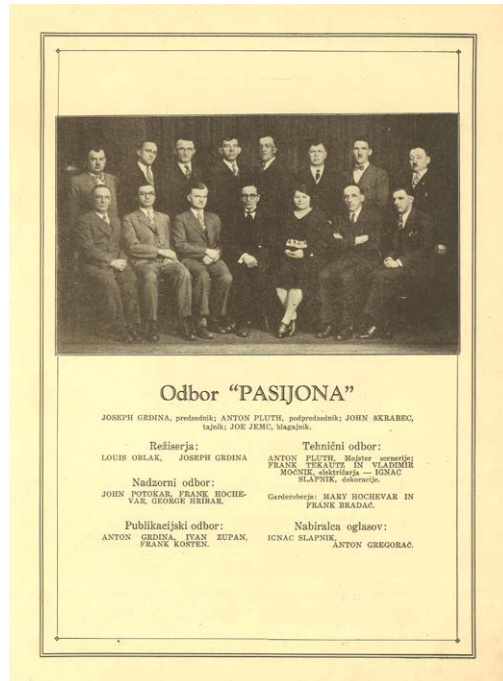 Odbor "PASIJONA"
JOSEPH GRDINA, predsednik; ANTON PLUTH, podpredsednik; JOHN SKRABEC,
tajnik; JOE JEMC, blagajnik.
Režiserja:
LOUIS OBLAK, JOSEPH GRDINA
Nadzorni odbor:
JOHN POTOKAR, FRANK HOCHE-
VAR, GEORGE HRIBAR.
Publikacijski odbor:
ANTON GRDINA, IVAN ZUPAN,
FRANK KOSTEN.
Tehnični odbor:
ANTON PLUTH, Mojster scenerije;
FRANK TEKAUTZ IN VLADIMIR
MOČNIK, električarja — IGNAC
SLAPNIK, dekoracije.
Garderoberja: MARY HOCHEVAR IN
FRANK BRADAČ.
Nabiralca oglasov:
IGNAC SLAPNIK,
ANTON GREGORAČ.